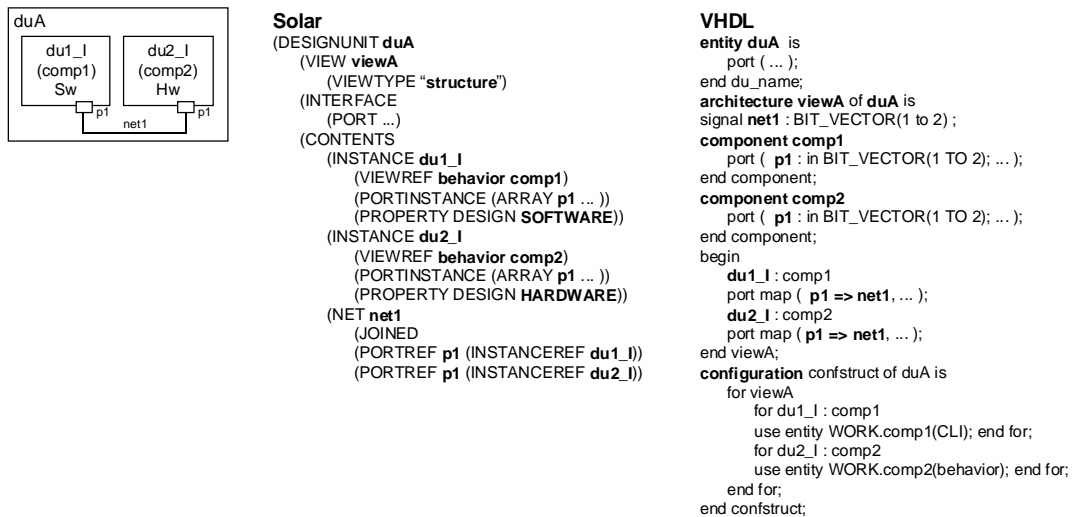 duA
du1_I
(comp1)
Sw
du2_I
(comp2)
Hw
p1
p1
net1
Solar
(DESIGNUNIT duA
(VIEW viewA
(VIEWTYPE “structure”)
(INTERFACE
(PORT ...)
(CONTENTS
(INSTANCE du1_I
(VIEWREF behavior comp1)
(PORTINSTANCE (ARRAY p1 ... ))
(PROPERTY DESIGN SOFTWARE))
(INSTANCE du2_I
(VIEWREF behavior comp2)
(PORTINSTANCE (ARRAY p1 ... ))
(PROPERTY DESIGN HARDWARE))
(NET net1
(JOINED
(PORTREF p1 (INSTANCEREF du1_I))
(PORTREF p1 (INSTANCEREF du2_I))
VHDL
entity duA is
port ( ... );
end du_name;
architecture viewA of duA is
signal net1 : BIT_VECTOR(1 to 2) ;
component comp1
port ( p1 : in BIT_VECTOR(1 TO 2); ... );
end component;
component comp2
port ( p1 : in BIT_VECTOR(1 TO 2); ... );
end component;
begin
du1_I : comp1
port map ( p1 => net1, ... );
du2_I : comp2
port map ( p1 => net1, ... );
end viewA;
configuration confstruct of duA is
for viewA
for du1_I : comp1
use entity WORK.comp1(CLI); end for;
for du2_I : comp2
use entity WORK.comp2(behavior); end for;
end for;
end confstruct;